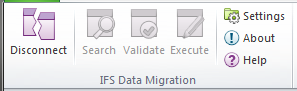 Disconnect
Search Validate Execute
Settings
About
Help
IFS Data Migration